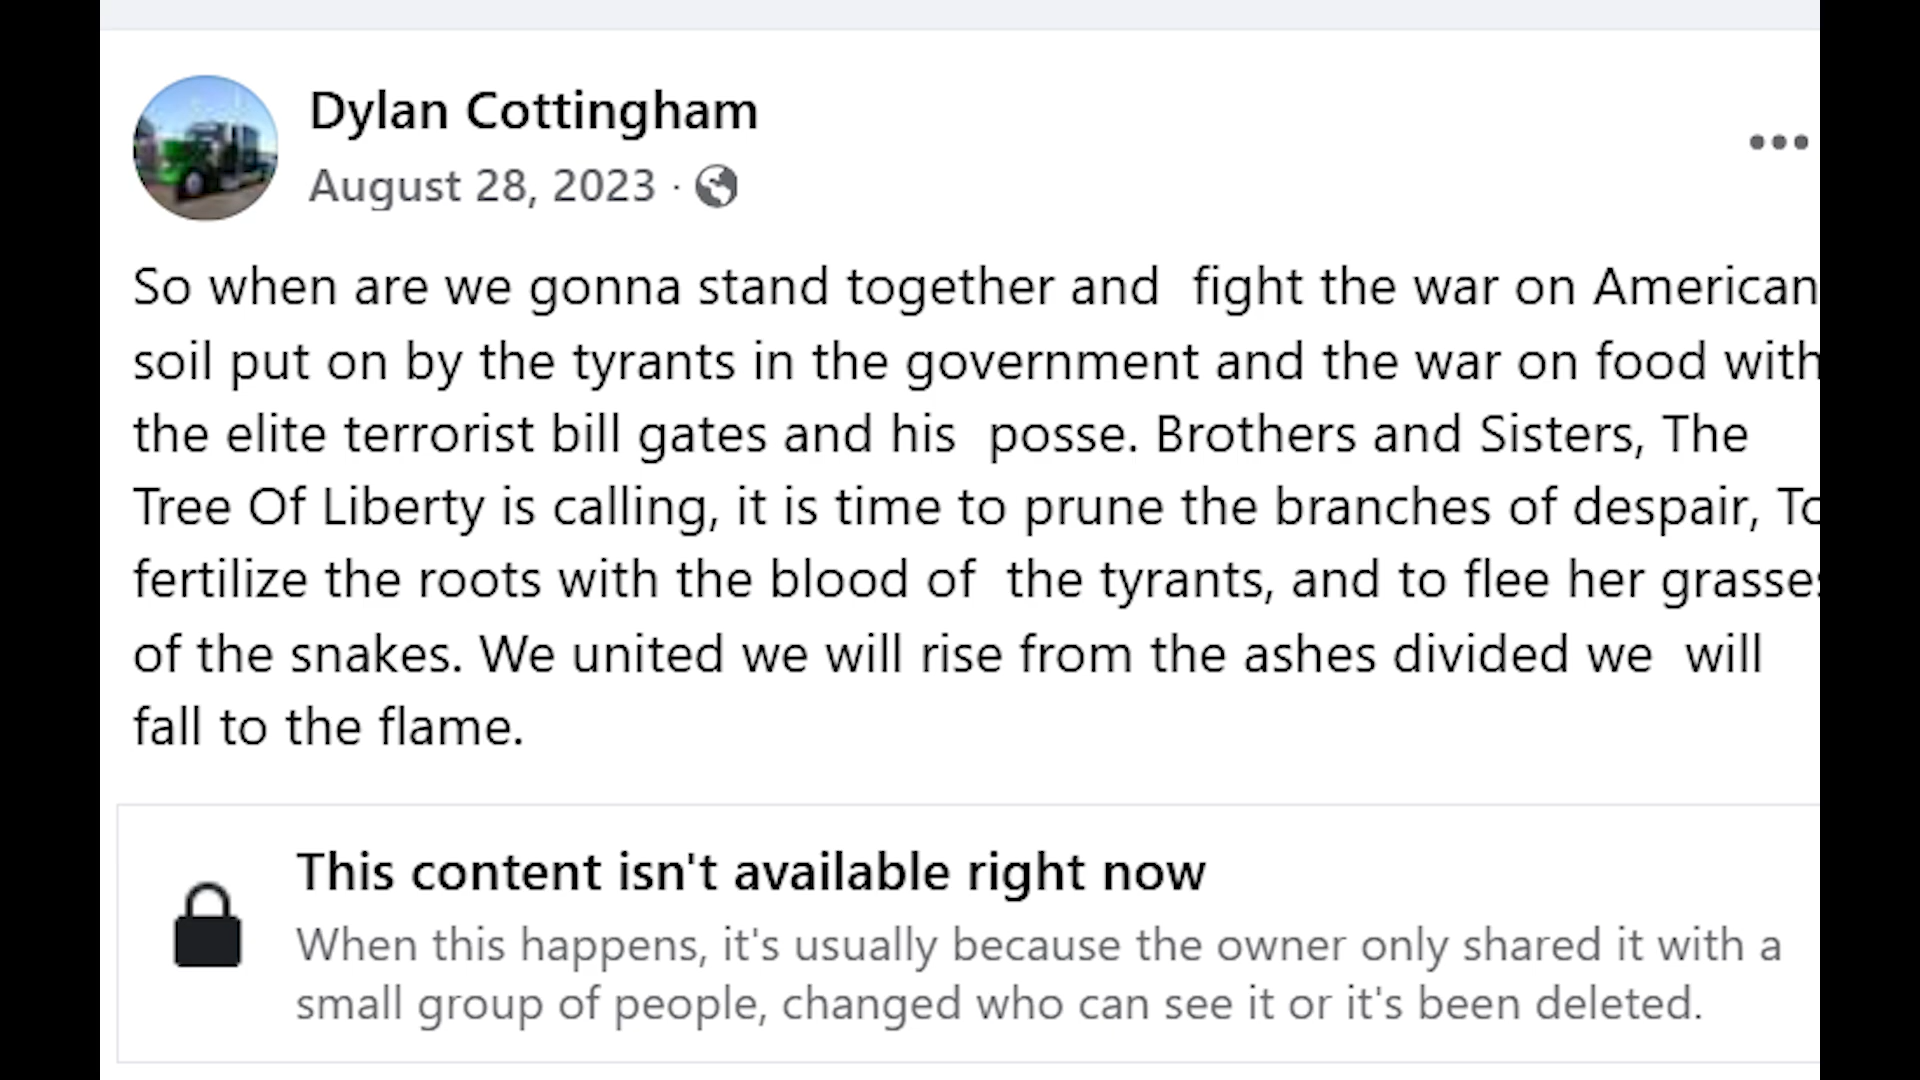 Dylan Cottingham
August 28, 2023 ·
So when are we gonna stand together and fight the war on American
soil put on by the tyrants in the government and the war on food with
the elite terrorist bill gates and his posse. Brothers and Sisters, The
Tree Of Liberty is calling, it is time to prune the branches of despair, To
fertilize the roots with the blood of the tyrants, and to flee her grasses
of the snakes. We united we will rise from the ashes divided we will
fall to the flame.
This content isn't available right now
When this happens, it's usually because the owner only shared it with a
small group of people, changed who can see it or it's been deleted.